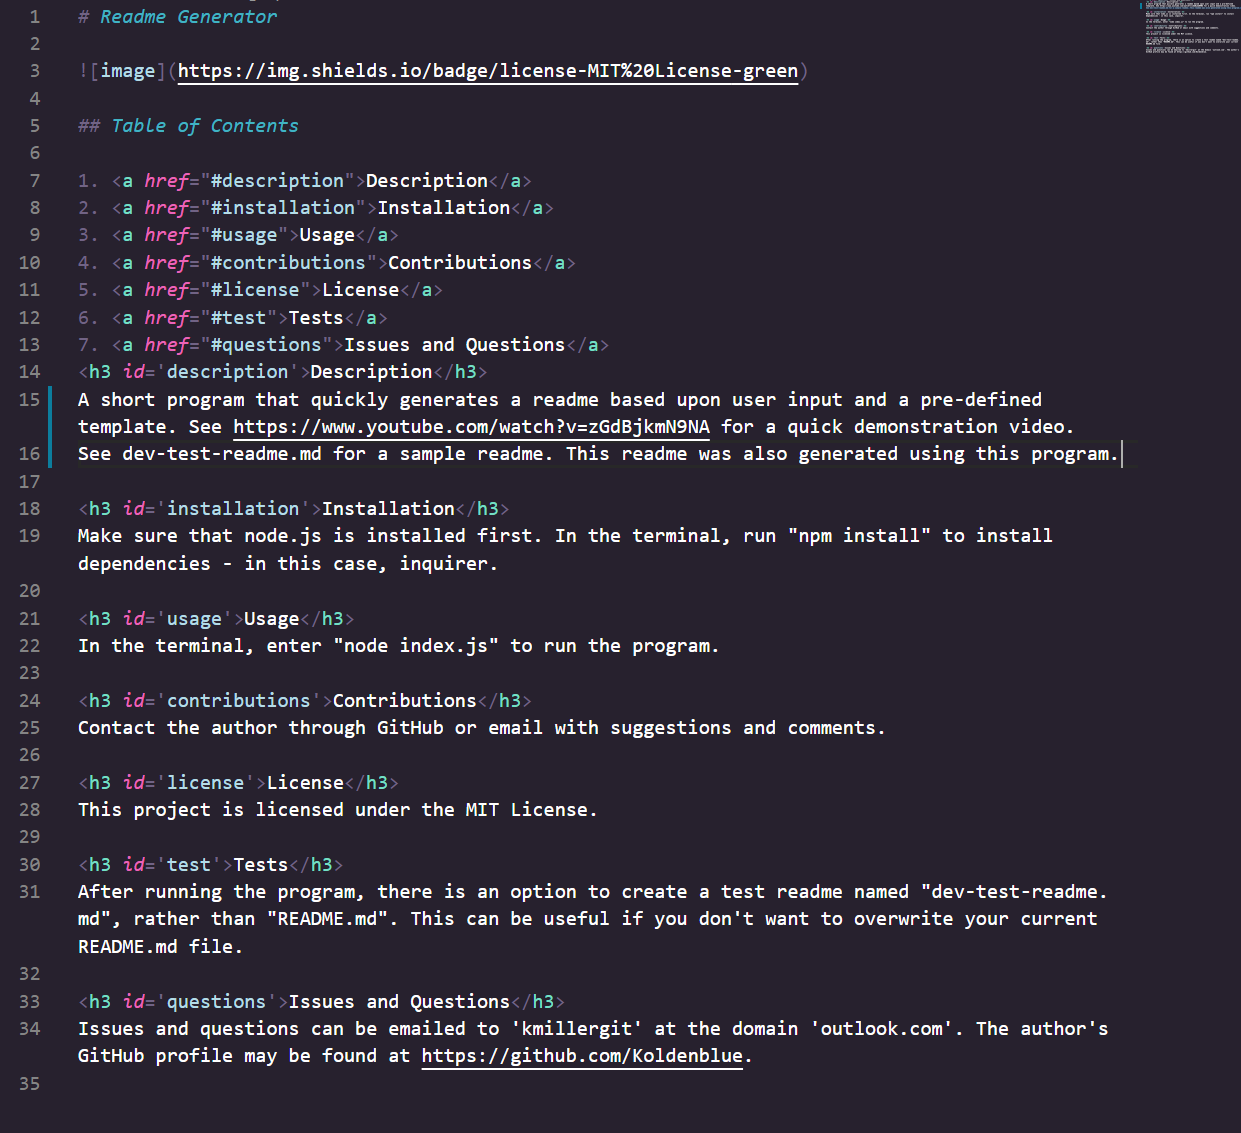 1 # Readme Generator
2
3 ![image](https://img.shields.io/badge/license-MIT%20License-green)
4
5 ## Table of Contents
6
7 1. <a href="#description">Description</a>
8 2. <a href="#installation">Installation</a>
9 3. <a href="#usage">Usage</a>
10 4. <a href="#contributions">Contributions</a>
11 5. <a href="#license">License</a>
12 6. <a href="#test">Tests</a>
13 7. <a href="#questions">Issues and Questions</a>
14 <h3 id='description'>Description</h3>
15 A short program that quickly generates a readme based upon user input and a pre-defined
template. See https://www.youtube.com/watch?v=zGdBjkmN9NA for a quick demonstration video.
16 See dev-test-readme.md for a sample readme. This readme was also generated using this program.
17
18 <h3 id='installation'>Installation</h3>
19 Make sure that node.js is installed first. In the terminal, run "npm install" to install
dependencies - in this case, inquirer.
20
21 <h3 id='usage'>Usage</h3>
22 In the terminal, enter "node index.js" to run the program.
23
24 <h3 id='contributions'>Contributions</h3>
25 Contact the author through GitHub or email with suggestions and comments.
26
27 <h3 id='license'>License</h3>
28 This project is licensed under the MIT License.
29
30 <h3 id='test'>Tests</h3>
31 After running the program, there is an option to create a test readme named "dev-test-readme.
md", rather than "README.md". This can be useful if you don't want to overwrite your current
README.md file.
32
33 <h3 id='questions'>Issues and Questions</h3>
34 Issues and questions can be emailed to 'kmillergit' at the domain 'outlook.com'. The author's
GitHub profile may be found at https://github.com/Koldenblue.
35